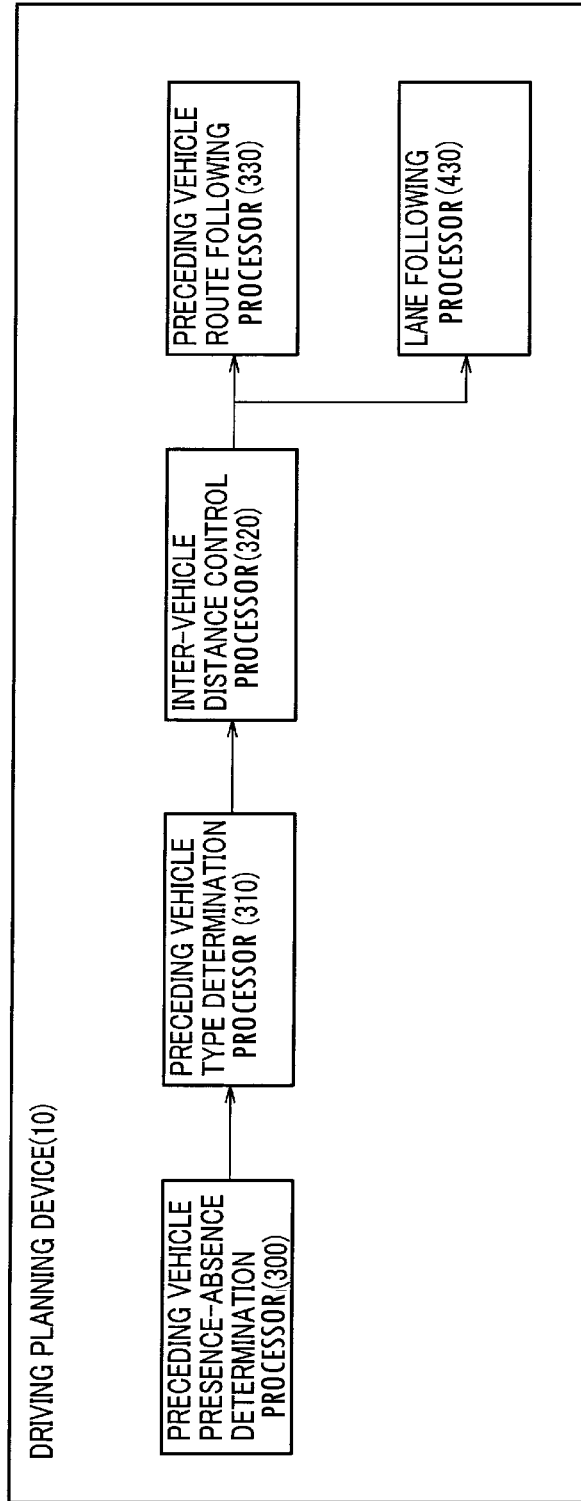 DRIVING PLANNING DEVICE(10)
PRECEDING VEHICLE
PRESENCE-ABSENCE
DETERMINATION
PROCESSOR(300)
PRECEDING VEHICLE
TYPE DETERMINATION
PROCESSOR (310)
INTER-VEHICLE
DISTANCE CONTROL
PROCESSOR(320)
PRECEDING VEHICLE
ROUTE FOLLOWING
PROCESSOR (330)
LANE FOLLOWING
PROCESSOR (430)